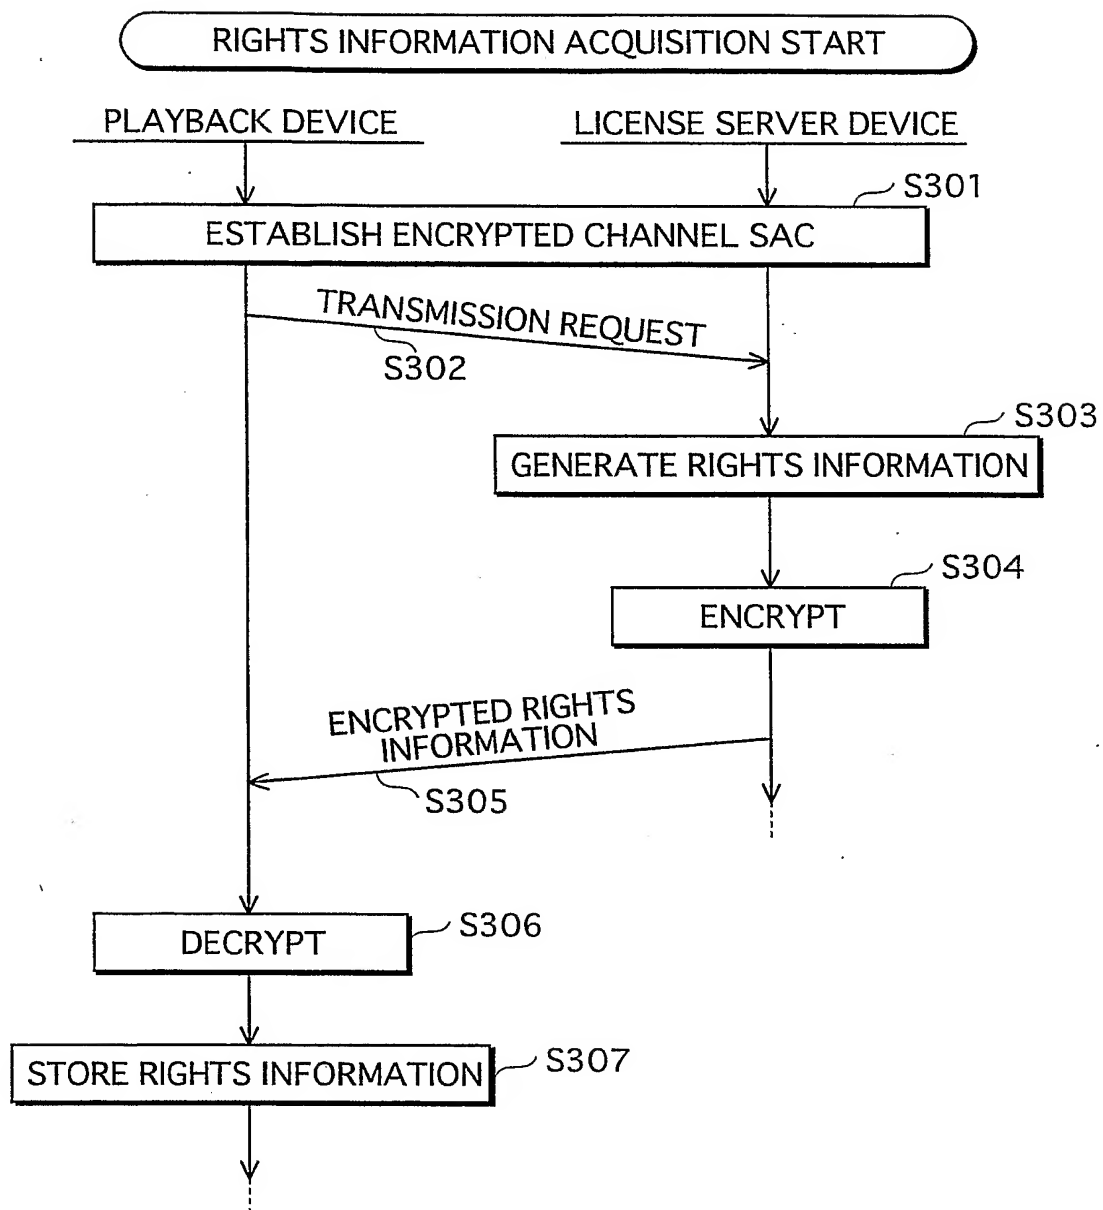 RIGHTS INFORMATION ACQUISITION START
PLAYBACK DEVICE
LICENSE SERVER DEVICE
S301
ESTABLISH ENCRYPTED CHANNEL SAC
TRANSMISSION REQUEST
S302
S303
GENERATE RIGHTS INFORMATION
S304
ENCRYPT
ENCRYPTED RIGHTS
INFORMATION
S305
S306
DECRYPT
S307
STORE RIGHTS INFORMATION